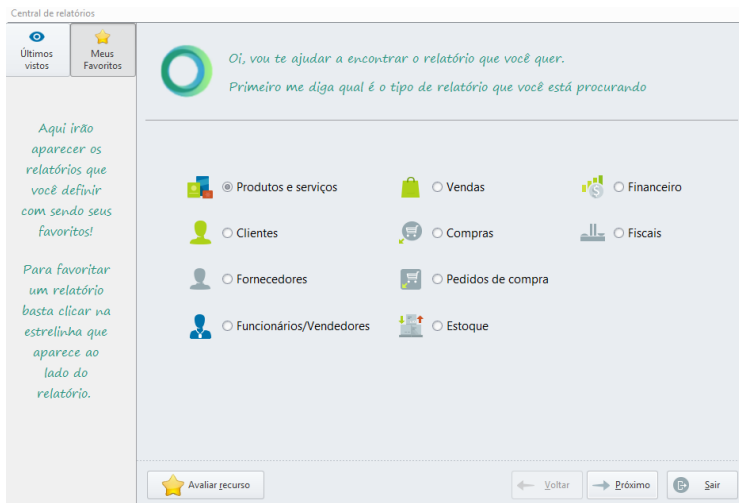 Central de relatórios
Últimos
vistos
Meus
Favoritos
Oi, vou te ajudar a encontrar o relatório que você quer.
Primeiro me diga qual é o tipo de relatório que você está procurando
Aqui irão
aparecer os
relatórios que
você definir
com sendo seus
favoritos!
Para favoritar
um relatório
basta clicar na
estrelinha que
aparece ao
lado do
relatório.
Produtos e serviços
Vendas
Financeiro
Clientes
Compras
Fiscais
Fornecedores
Pedidos de compra
Funcionários/Vendedores
Estoque
Avaliar recurso
Voltar
Próximo
Sair